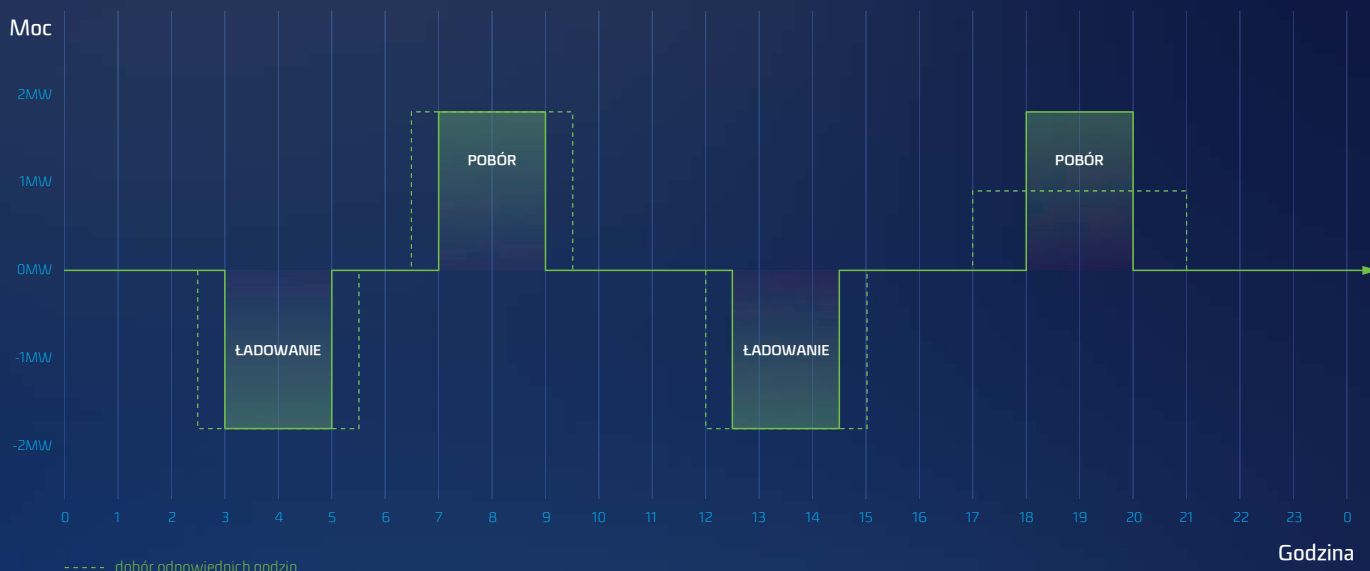 Moc
2MW
1MW
0MW
-1MW
-2MW
POBÓR
POBÓR
ŁADOWANIE
ŁADOWANIE
0 1 2 3 4 5 6 7 8 9 10 11 12 13 14 15 16 17 18 19 20 21 22 23 0
Godzina
dobór odpowiednich godzin